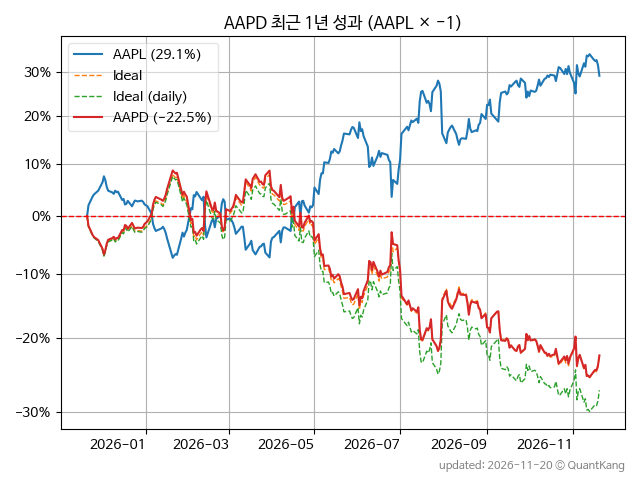 AAPD 최근 1년 성과 (AAPL × −1)
AAPL (29.1%)
Ideal
Ideal (daily)
AAPD (−22.5%)
30%
20%
10%
0%
−10%
−20%
−30%
2026-01 2026-03 2026-05 2026-07 2026-09 2026-11
updated: 2026-11-20 © QuantKang